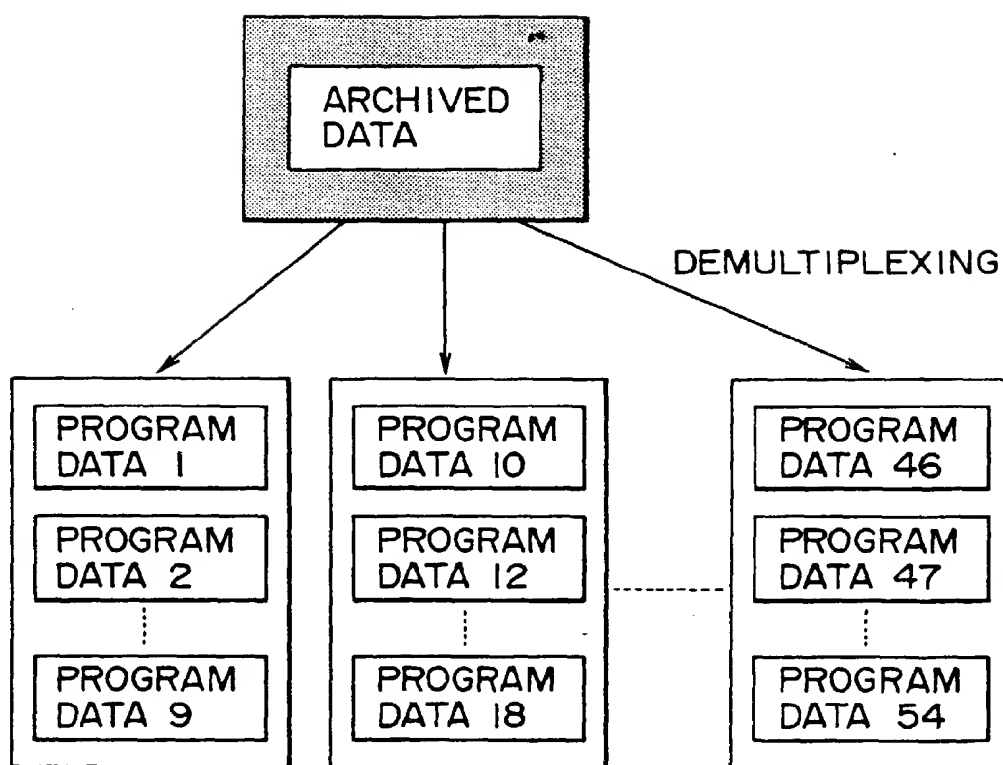 ARCHIVED
DATA
DEMULTIPLEXING
PROGRAM
DATA 1
PROGRAM
DATA 2
PROGRAM
DATA 9
PROGRAM
DATA 10
PROGRAM
DATA 12
PROGRAM
DATA 18
PROGRAM
DATA 46
PROGRAM
DATA 47
PROGRAM
DATA 54